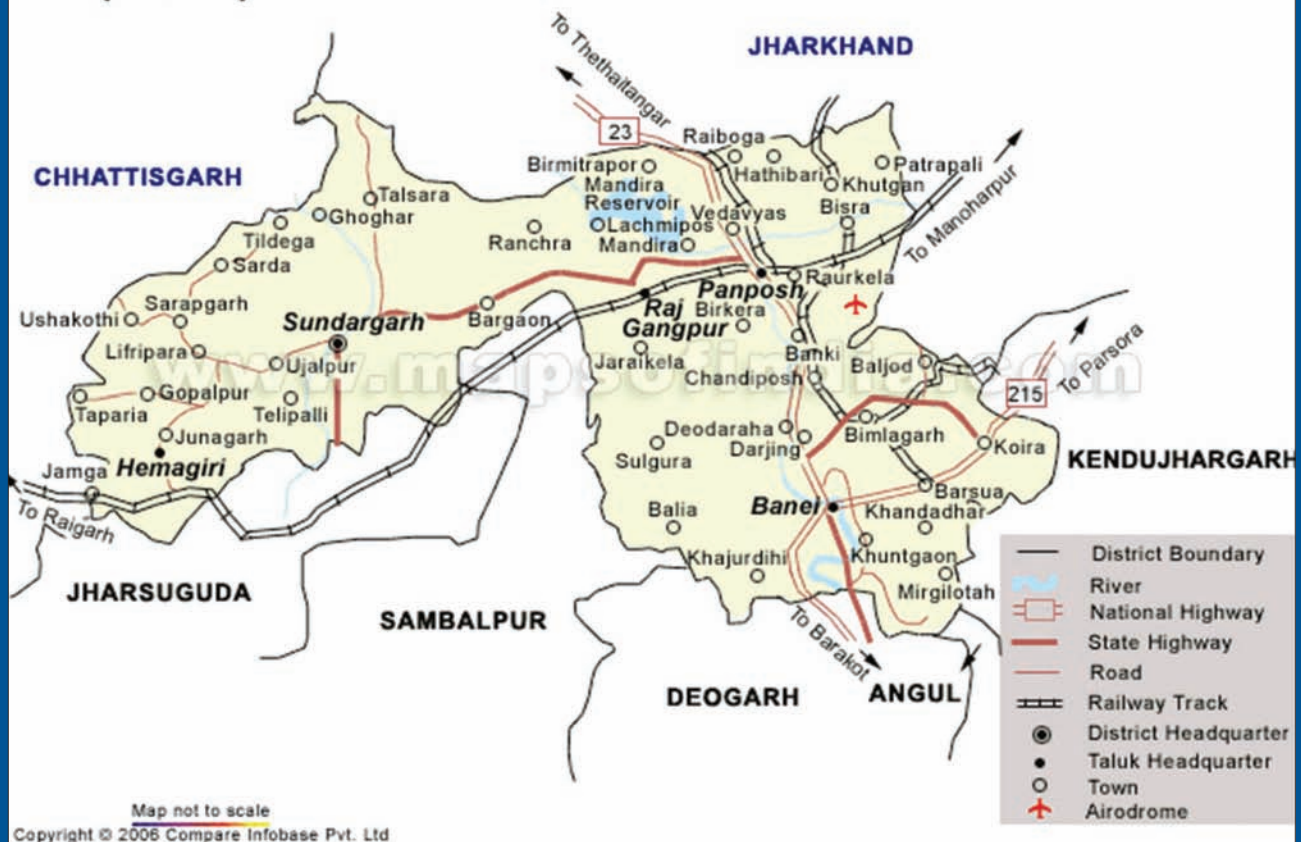 To Thethaitangar
JHARKHAND
23
Raiboga
CHHATTISGARH
Birmitrapor
Hathibari
Patrapali
Mandira
Reservoir
Khutgan
Talsara
Ghoghar
Lachmipos
Vedavyas
Bisra
To Manoharpur
Tildega
Ranchra
Mandira
Sarda
Raurkela
Panposh
Sarapgarh
Raj
Gangpur
Birkera
Ushakothi
Sundargarh
Bargaon
Lifripara
Ujalpur
Jaraikela
Banki
Baljod
To Parsora
www.mapsofindia.com
Chandiposh
215
Taparia
Gopalpur
Telipalli
Junagarh
Deodaraha
Darjing
Bimlagarh
Koira
Sulgura
KENDUJHARGARH
Jamga
Hemagiri
Barsua
To Raigarh
Balia
Banei
Khandadhar
Khajurdihi
Khuntgaon
Mirgilotah
JHARSUGUDA
SAMBALPUR
To Barakot
DEOGARH
ANGUL
District Boundary
River
National Highway
State Highway
Road
Railway Track
District Headquarter
Taluk Headquarter
Town
Airodrome
Map not to scale
Copyright © 2006 Compare Infobase Pvt. Ltd